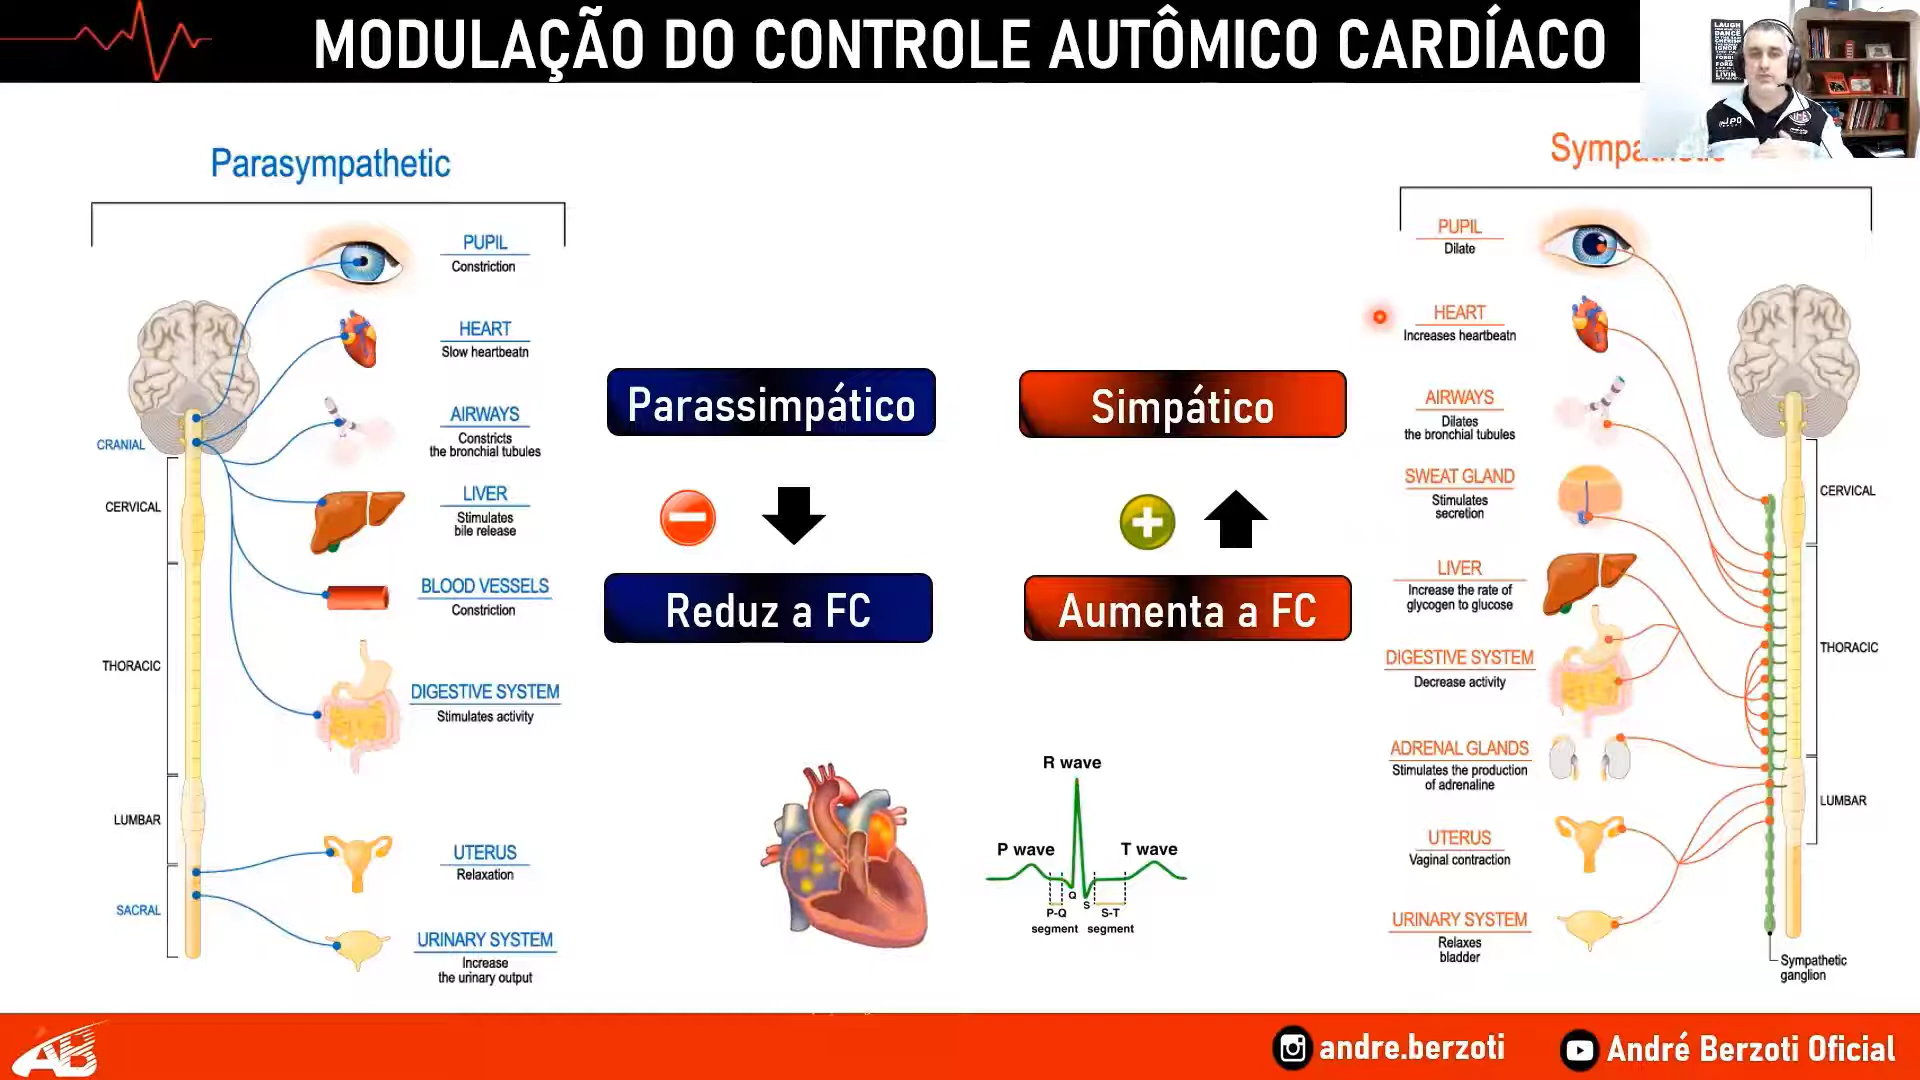 MODULAÇÃO DO CONTROLE AUTÔMICO CARDÍACO
LAUGH
DANCE
LIVIN
Parasympathetic
PUPIL
Constriction
HEART
Slow heartbeatn
AIRWAYS
Constricts
the bronchial tubules
LIVER
Stimulates
bile release
BLOOD VESSELS
Constriction
DIGESTIVE SYSTEM
Stimulates activity
UTERUS
Relaxation
URINARY SYSTEM
Increase
the urinary output
CRANIAL
CERVICAL
THORACIC
LUMBAR
SACRAL
Parassimpático
Reduz a FC
Simpático
Aumenta a FC
R wave
P wave
T wave
Q
S
P-Q
segment
S-T
segment
PUPIL
Dilate
HEART
Increases heartbeatn
AIRWAYS
Dilates
the bronchial tubules
SWEAT GLAND
Stimulates
secretion
LIVER
Increase the rate of
glycogen to glucose
DIGESTIVE SYSTEM
Decrease activity
ADRENAL GLANDS
Stimulates the production
of adrenaline
UTERUS
Vaginal contraction
URINARY SYSTEM
Relaxes
bladder
CERVICAL
THORACIC
LUMBAR
Sympathetic
ganglion
AB
andre.berzoti
André Berzoti Oficial